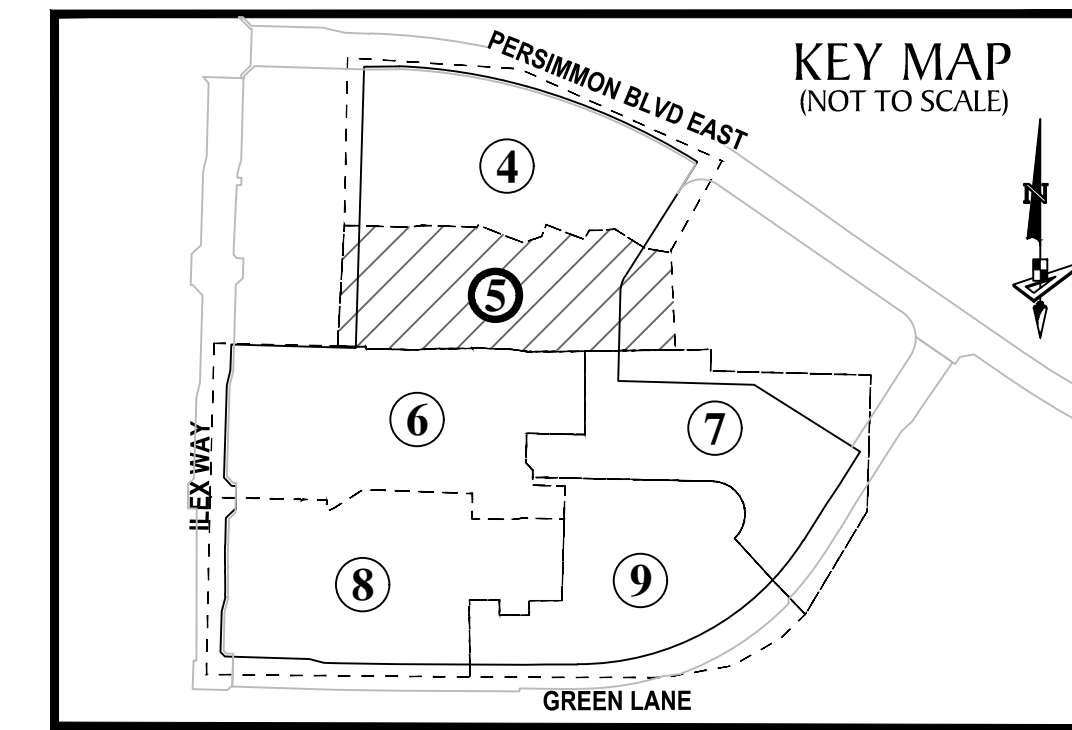 PERSIMMON BLVD EAST
KEY MAP
(NOT TO SCALE)
N
4
5
6
7
ILEX WAY
8
9
GREEN LANE